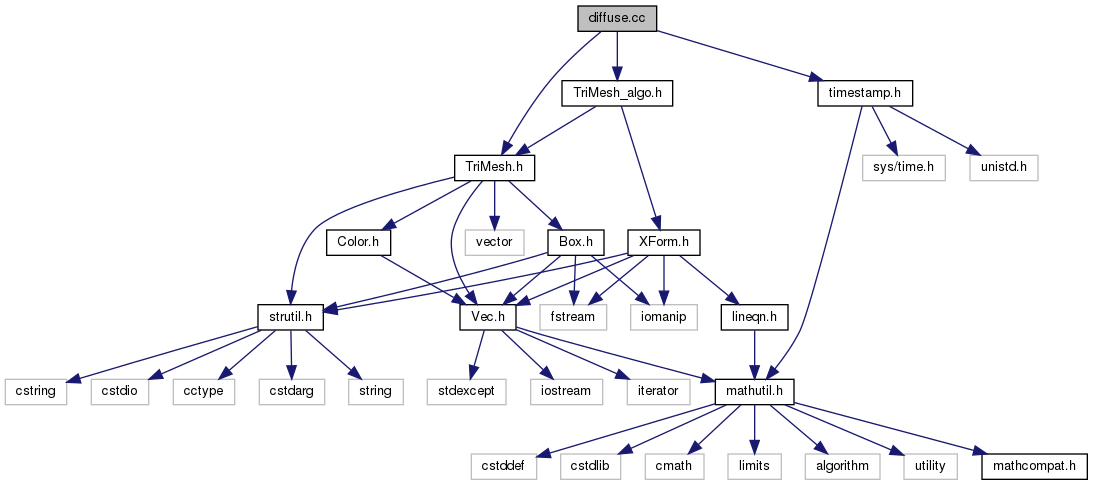 diffuse.cc
TriMesh_algo.h
timestamp.h
TriMesh.h
sys/time.h
unistd.h
Color.h
vector
Box.h
XForm.h
strutil.h
Vec.h
fstream
iomanip
lineqn.h
cstring
cstdio
cctype
cstdarg
string
stdexcept
iostream
iterator
mathutil.h
cstddef
cstdlib
cmath
limits
algorithm
utility
mathcompat.h